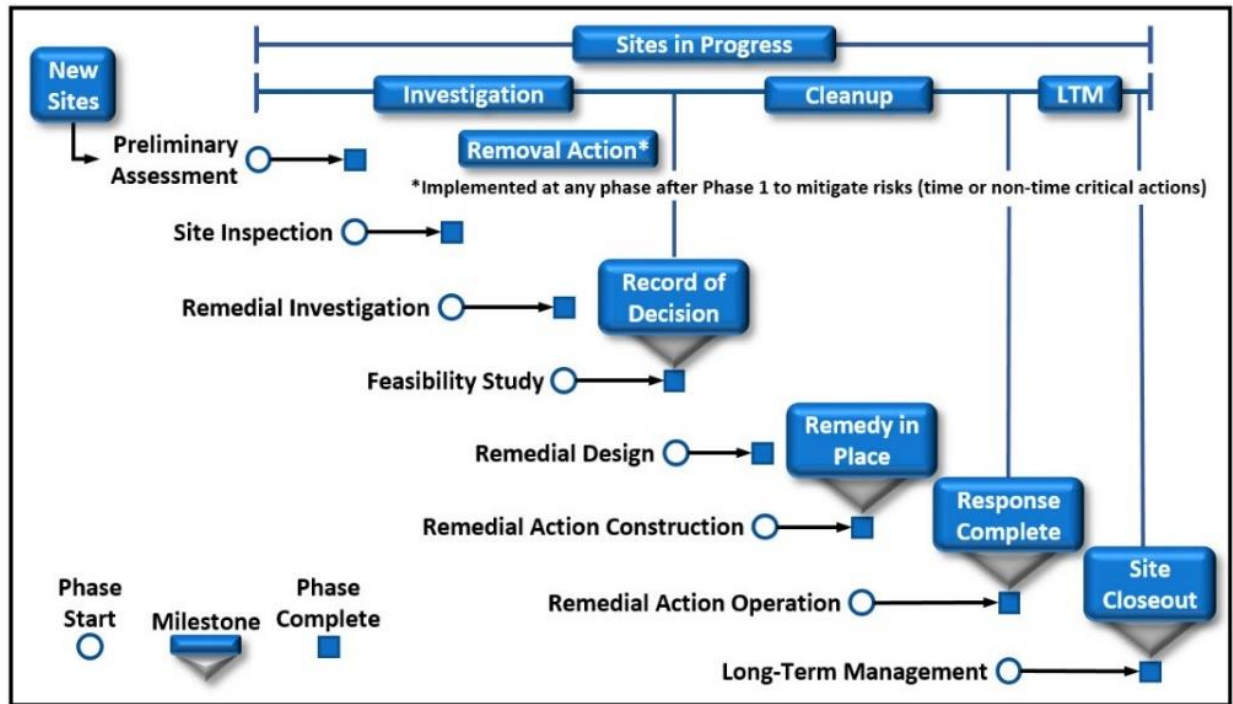 Sites in Progress
New
Sites
Investigation
Cleanup
LTM
Preliminary
Assessment
Removal Action*
*Implemented at any phase after Phase 1 to mitigate risks (time or non-time critical actions)
Site Inspection
Remedial Investigation
Record of
Decision
Feasibility Study
Remedial Design
Remedy in
Place
Remedial Action Construction
Response
Complete
Remedial Action Operation
Site
Closeout
Long-Term Management
Phase
Start
Milestone
Phase
Complete